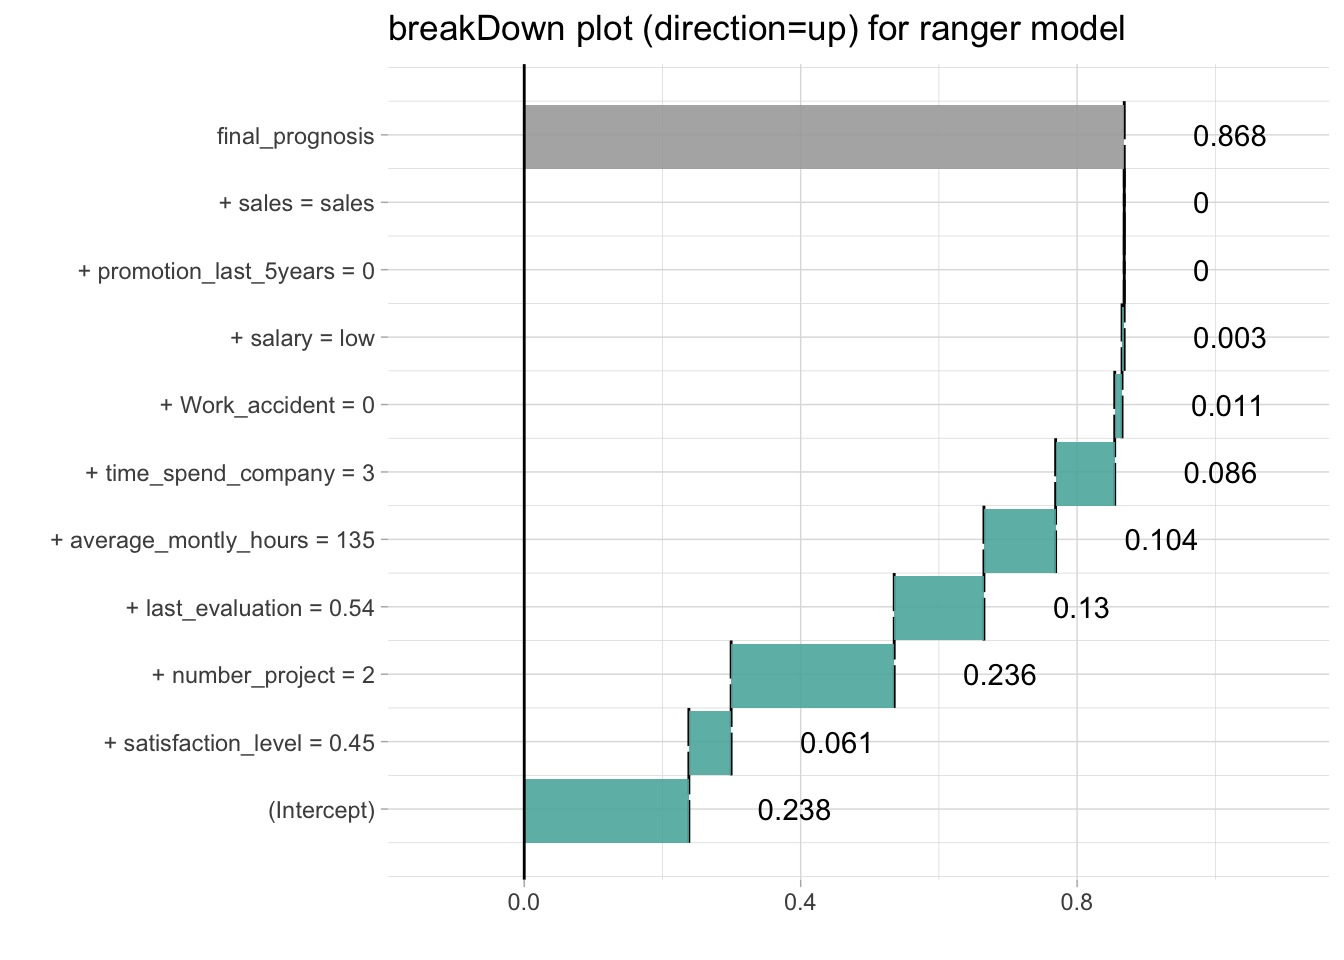 breakDown plot (direction=up) for ranger model
final_prognosis 0.868
+ sales = sales 0
+ promotion_last_5years = 0 0
+ salary = low 0.003
+ Work_accident = 0 0.011
+ time_spend_company = 3 0.086
+ average_montly_hours = 135 0.104
+ last_evaluation = 0.54 0.13
+ number_project = 2 0.236
+ satisfaction_level = 0.45 0.061
(Intercept) 0.238
0.0 0.4 0.8